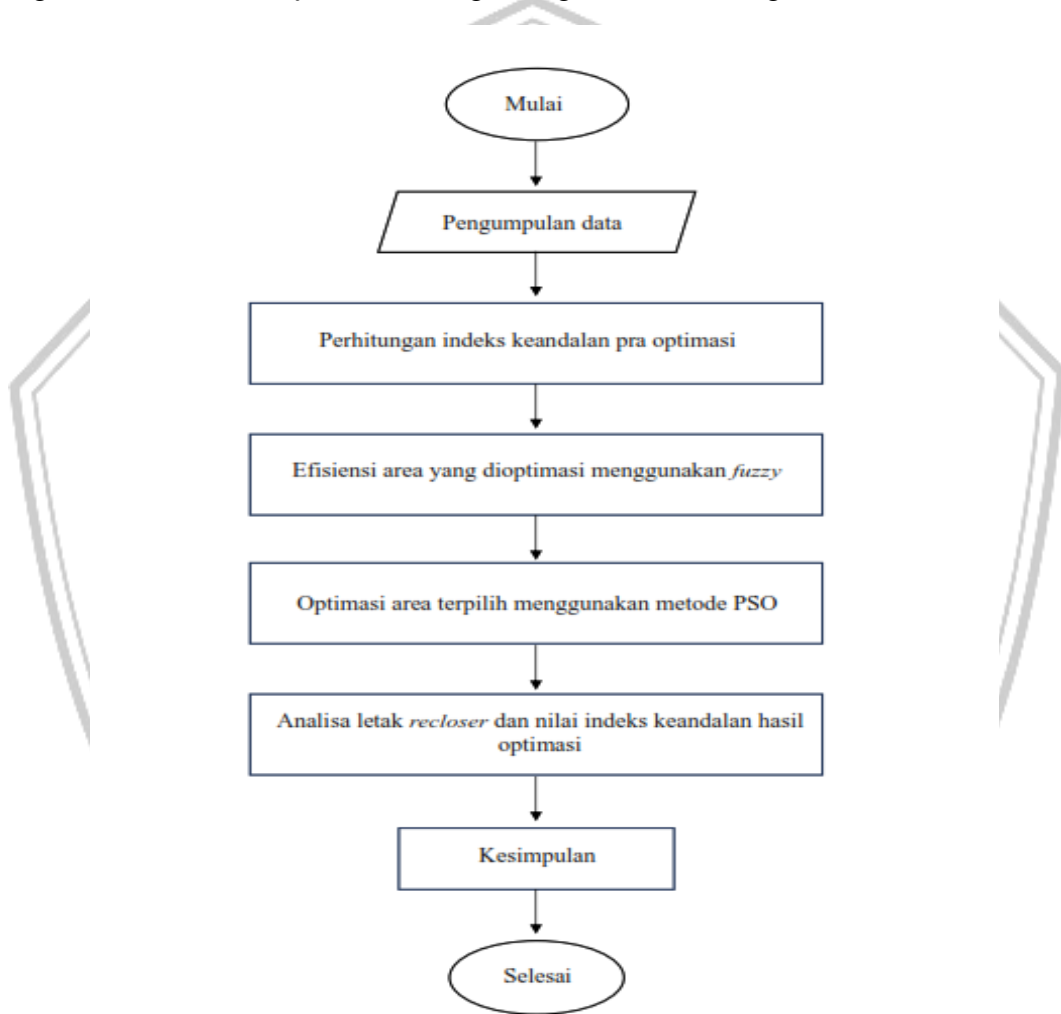 Mulai
Pengumpulan data
Perhitungan indeks keandalan pra optimasi
Efisiensi area yang dioptimasi menggunakan fuzzy
Optimasi area terpilih menggunakan metode PSO
Analisa letak recloser dan nilai indeks keandalan hasil
optimasi
Kesimpulan
Selesai